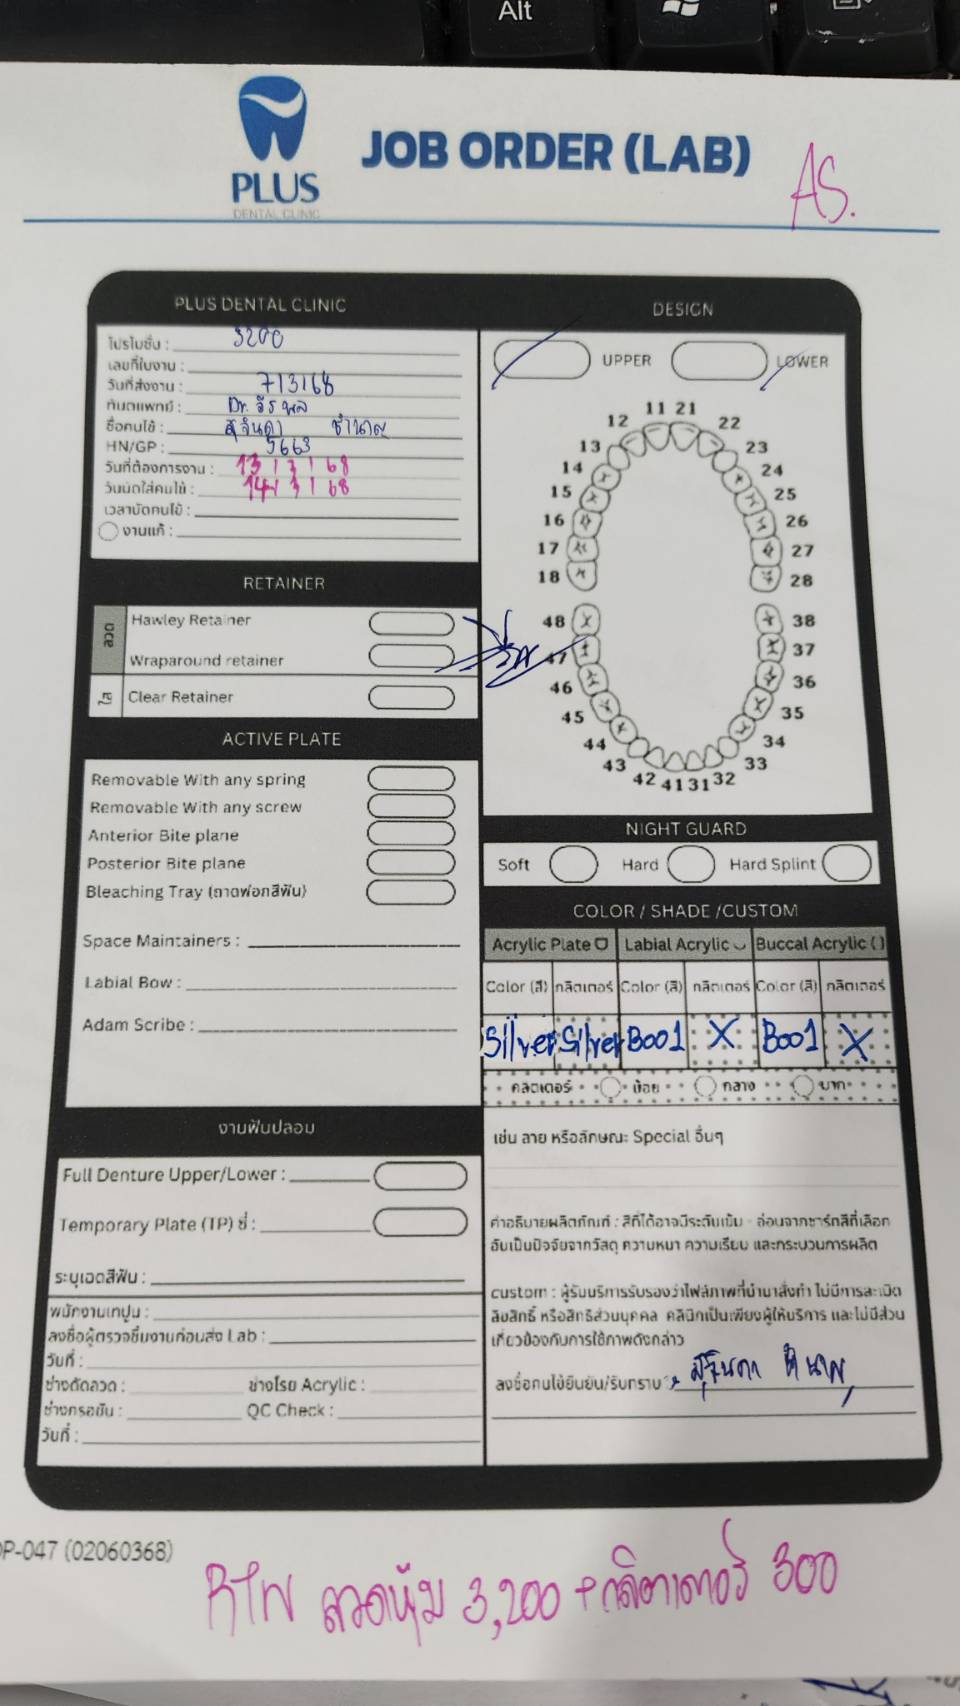 Alt
PLUS
DENTAL CLINIC
JOB ORDER (LAB)
AS.
PLUS DENTAL CLINIC
โปรโมชั่น : 3200
เลขที่ใบงาน :
วันที่ส่งงาน : 7/3/68
ทันตแพทย์ : Dr. วีรพล
ชื่อคนไข้ : สุจินดา
HN/GP : 5663
วันที่ต้องการงาน : 13 / 3 / 68
วันนัดใส่คนไข้ : 14 / 3 / 68
เวลานัดคนไข้ :
งานแก้ :
DESIGN
UPPER LOWER
11 21
12 22
13 23
14 24
15 25
16 26
17 27
18 28
48 38
47 37
46 36
45 35
44 34
43 33
42 41 31 32
RETAINER
ลวด
Hawley Retainer
Wraparound retainer
ใส
Clear Retainer
ACTIVE PLATE
Removable With any spring
Removable With any screw
Anterior Bite plane
Posterior Bite plane
Bleaching Tray (ถาดฟอกสีฟัน)
Space Maintainers :
Labial Bow :
Adam Scribe :
NIGHT GUARD
Soft Hard Hard Splint
COLOR / SHADE /CUSTOM
Acrylic Plate Labial Acrylic Buccal Acrylic ( )
Color (สี) กลิตเตอร์ Color (สี) กลิตเตอร์ Color (สี) กลิตเตอร์
Silver Silver B001 X B001 X
กลิตเตอร์ น้อย กลาง มาก
เช่น ลาย หรือลักษณะ Special อื่นๆ
คำอธิบายผลิตภัณฑ์ : สีที่ได้อาจมีระดับเข้ม - อ่อนจากชาร์ตสีที่เลือก
อันเป็นปัจจัยจากวัสดุ ความหนา ความเรียบ และกระบวนการผลิต
custom : ผู้รับบริการรับรองว่าไฟล์ภาพที่นำมาสั่งทำ ไม่มีการละเมิด
ลิขสิทธิ์ หรือสิทธิส่วนบุคคล คลินิกเป็นเพียงผู้ให้บริการ และไม่มีส่วน
เกี่ยวข้องกับการใช้ภาพดังกล่าว
ลงชื่อคนไข้ยืนยัน/รับทราบ : สุจินดา
งานฟันปลอม
Full Denture Upper/Lower :
Temporary Plate (TP) ซี่ :
ระบุเฉดสีฟัน :
พนักงานเทปูน :
ลงชื่อผู้ตรวจชิ้นงานก่อนส่ง Lab :
วันที่ :
ช่างดัดลวด : ช่างโรย Acrylic :
ช่างกรอขัน : QC Check :
วันที่ :
OP-047 (02060368)
RTW ลวดหุ้ม 3,200 + กลิตเตอร์ 300